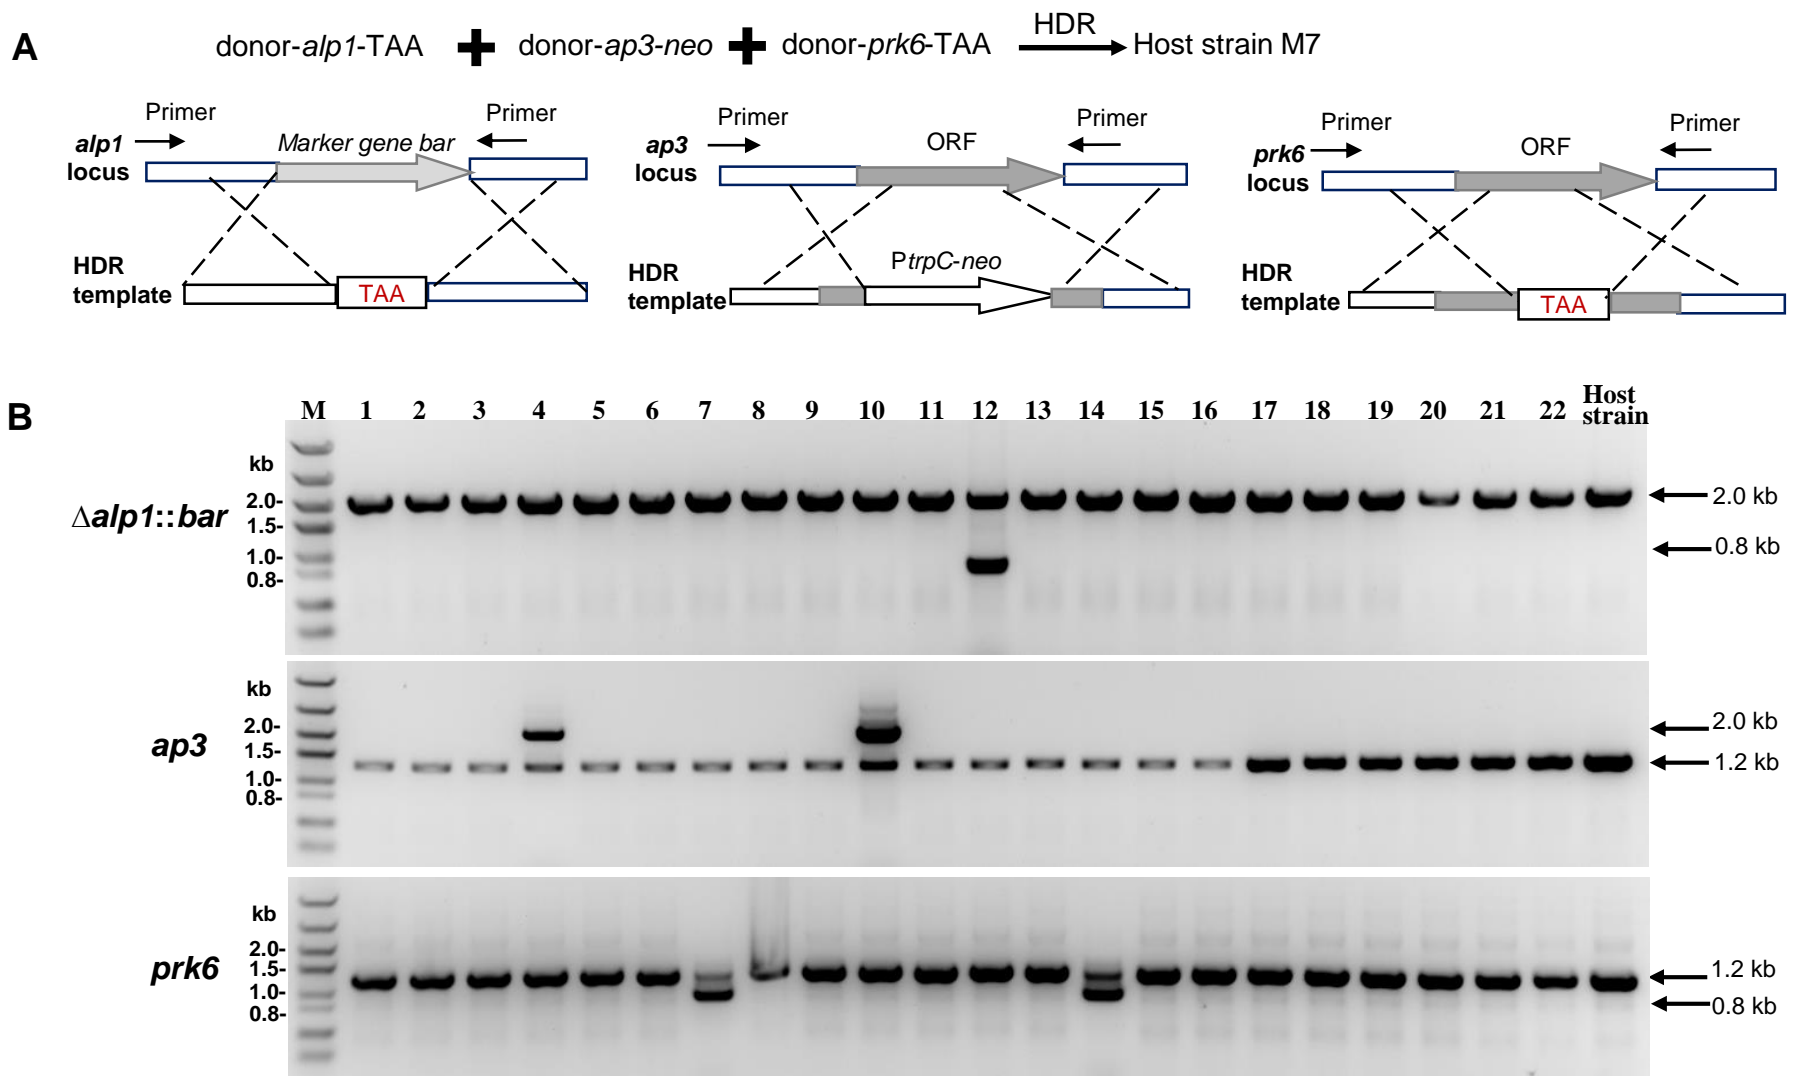 A
donor-alp1-TAA + donor-ap3-neo + donor-prk6-TAA HDR Host strain M7
Primer Primer
alp1
locus
Marker gene bar
HDR
template
TAA
Primer Primer
ap3
locus
ORF
HDR
template
PtrpC-neo
Primer Primer
prk6
locus
ORF
HDR
template
TAA
B
M 1 2 3 4 5 6 7 8 9 10 11 12 13 14 15 16 17 18 19 20 21 22 Host
strain
kb
2.0-
1.5-
1.0-
0.8-
Δalp1::bar
2.0 kb
0.8 kb
kb
2.0-
1.5-
1.0-
0.8-
ap3
2.0 kb
1.2 kb
kb
2.0-
1.5-
1.0-
0.8-
prk6
1.2 kb
0.8 kb